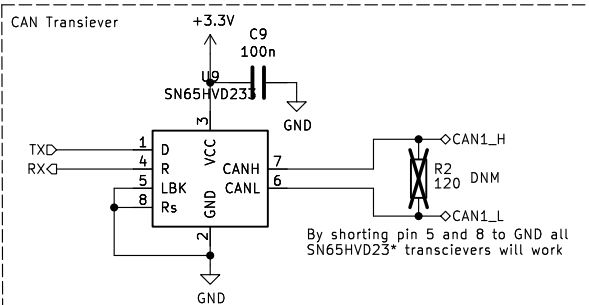 CAN Transiever
+3.3V
C9
100n
U9
SN65HVD233
GND
3
VCC
TX
1
D
RX
4
R
5
LBK
8
Rs
CANH
7
CANL
6
GND
2
GND
CAN1_H
R2
120
DNM
CAN1_L
By shorting pin 5 and 8 to GND all
SN65HVD23* transcievers will work